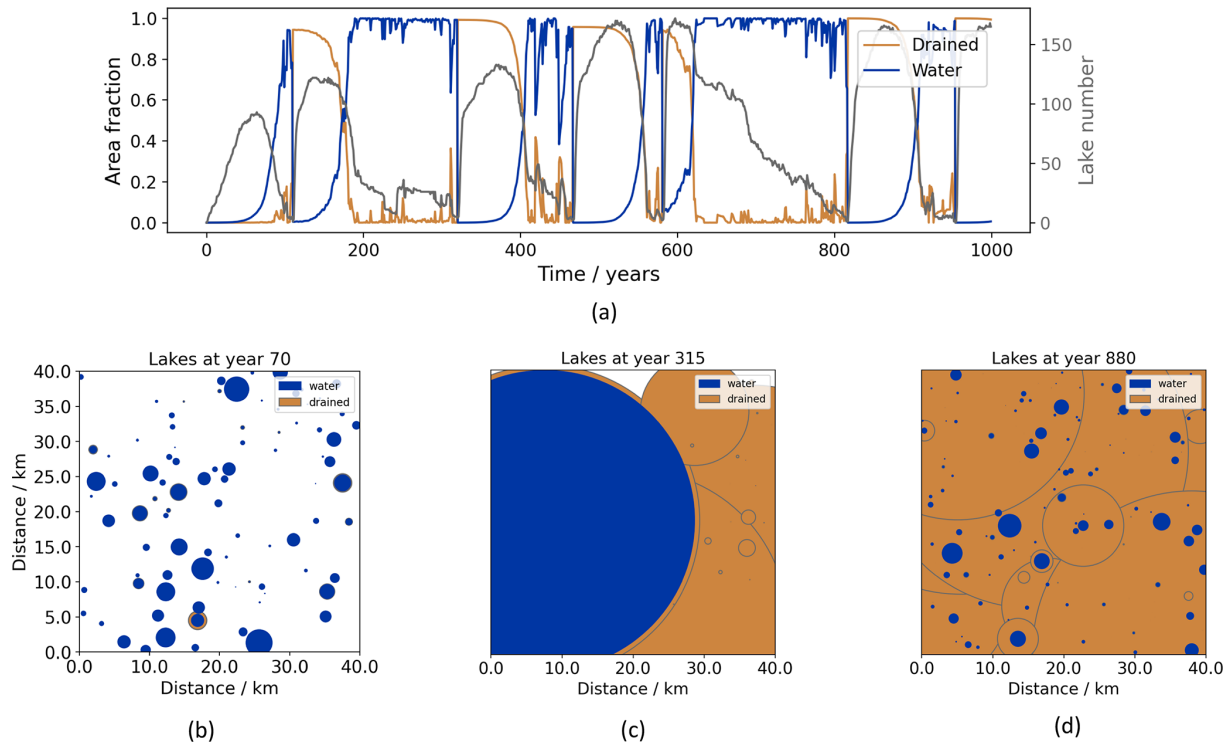 1.0
0.8
0.6
0.4
0.2
0.0
Area fraction
Drained
Water
150
100
50
0
Lake number
0 200 400 600 800 1000
Time / years
(a)
Lakes at year 70
water
drained
40.0
35.0
30.0
25.0
20.0
15.0
10.0
5.0
0.0
Distance / km
0.0 10.0 20.0 30.0 40.0
Distance / km
(b)
Lakes at year 315
water
drained
0.0 10.0 20.0 30.0 40.0
Distance / km
(c)
Lakes at year 880
water
drained
0.0 10.0 20.0 30.0 40.0
Distance / km
(d)